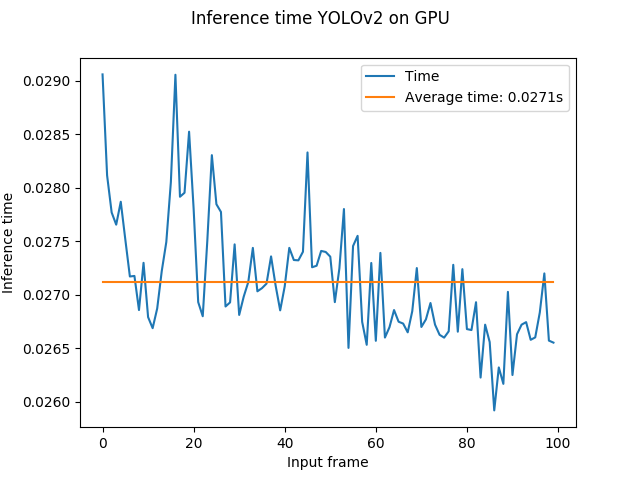 Inference time YOLOv2 on GPU
Time
Average time: 0.0271s
0.0290
0.0285
0.0280
0.0275
0.0270
0.0265
0.0260
Inference time
0 20 40 60 80 100
Input frame